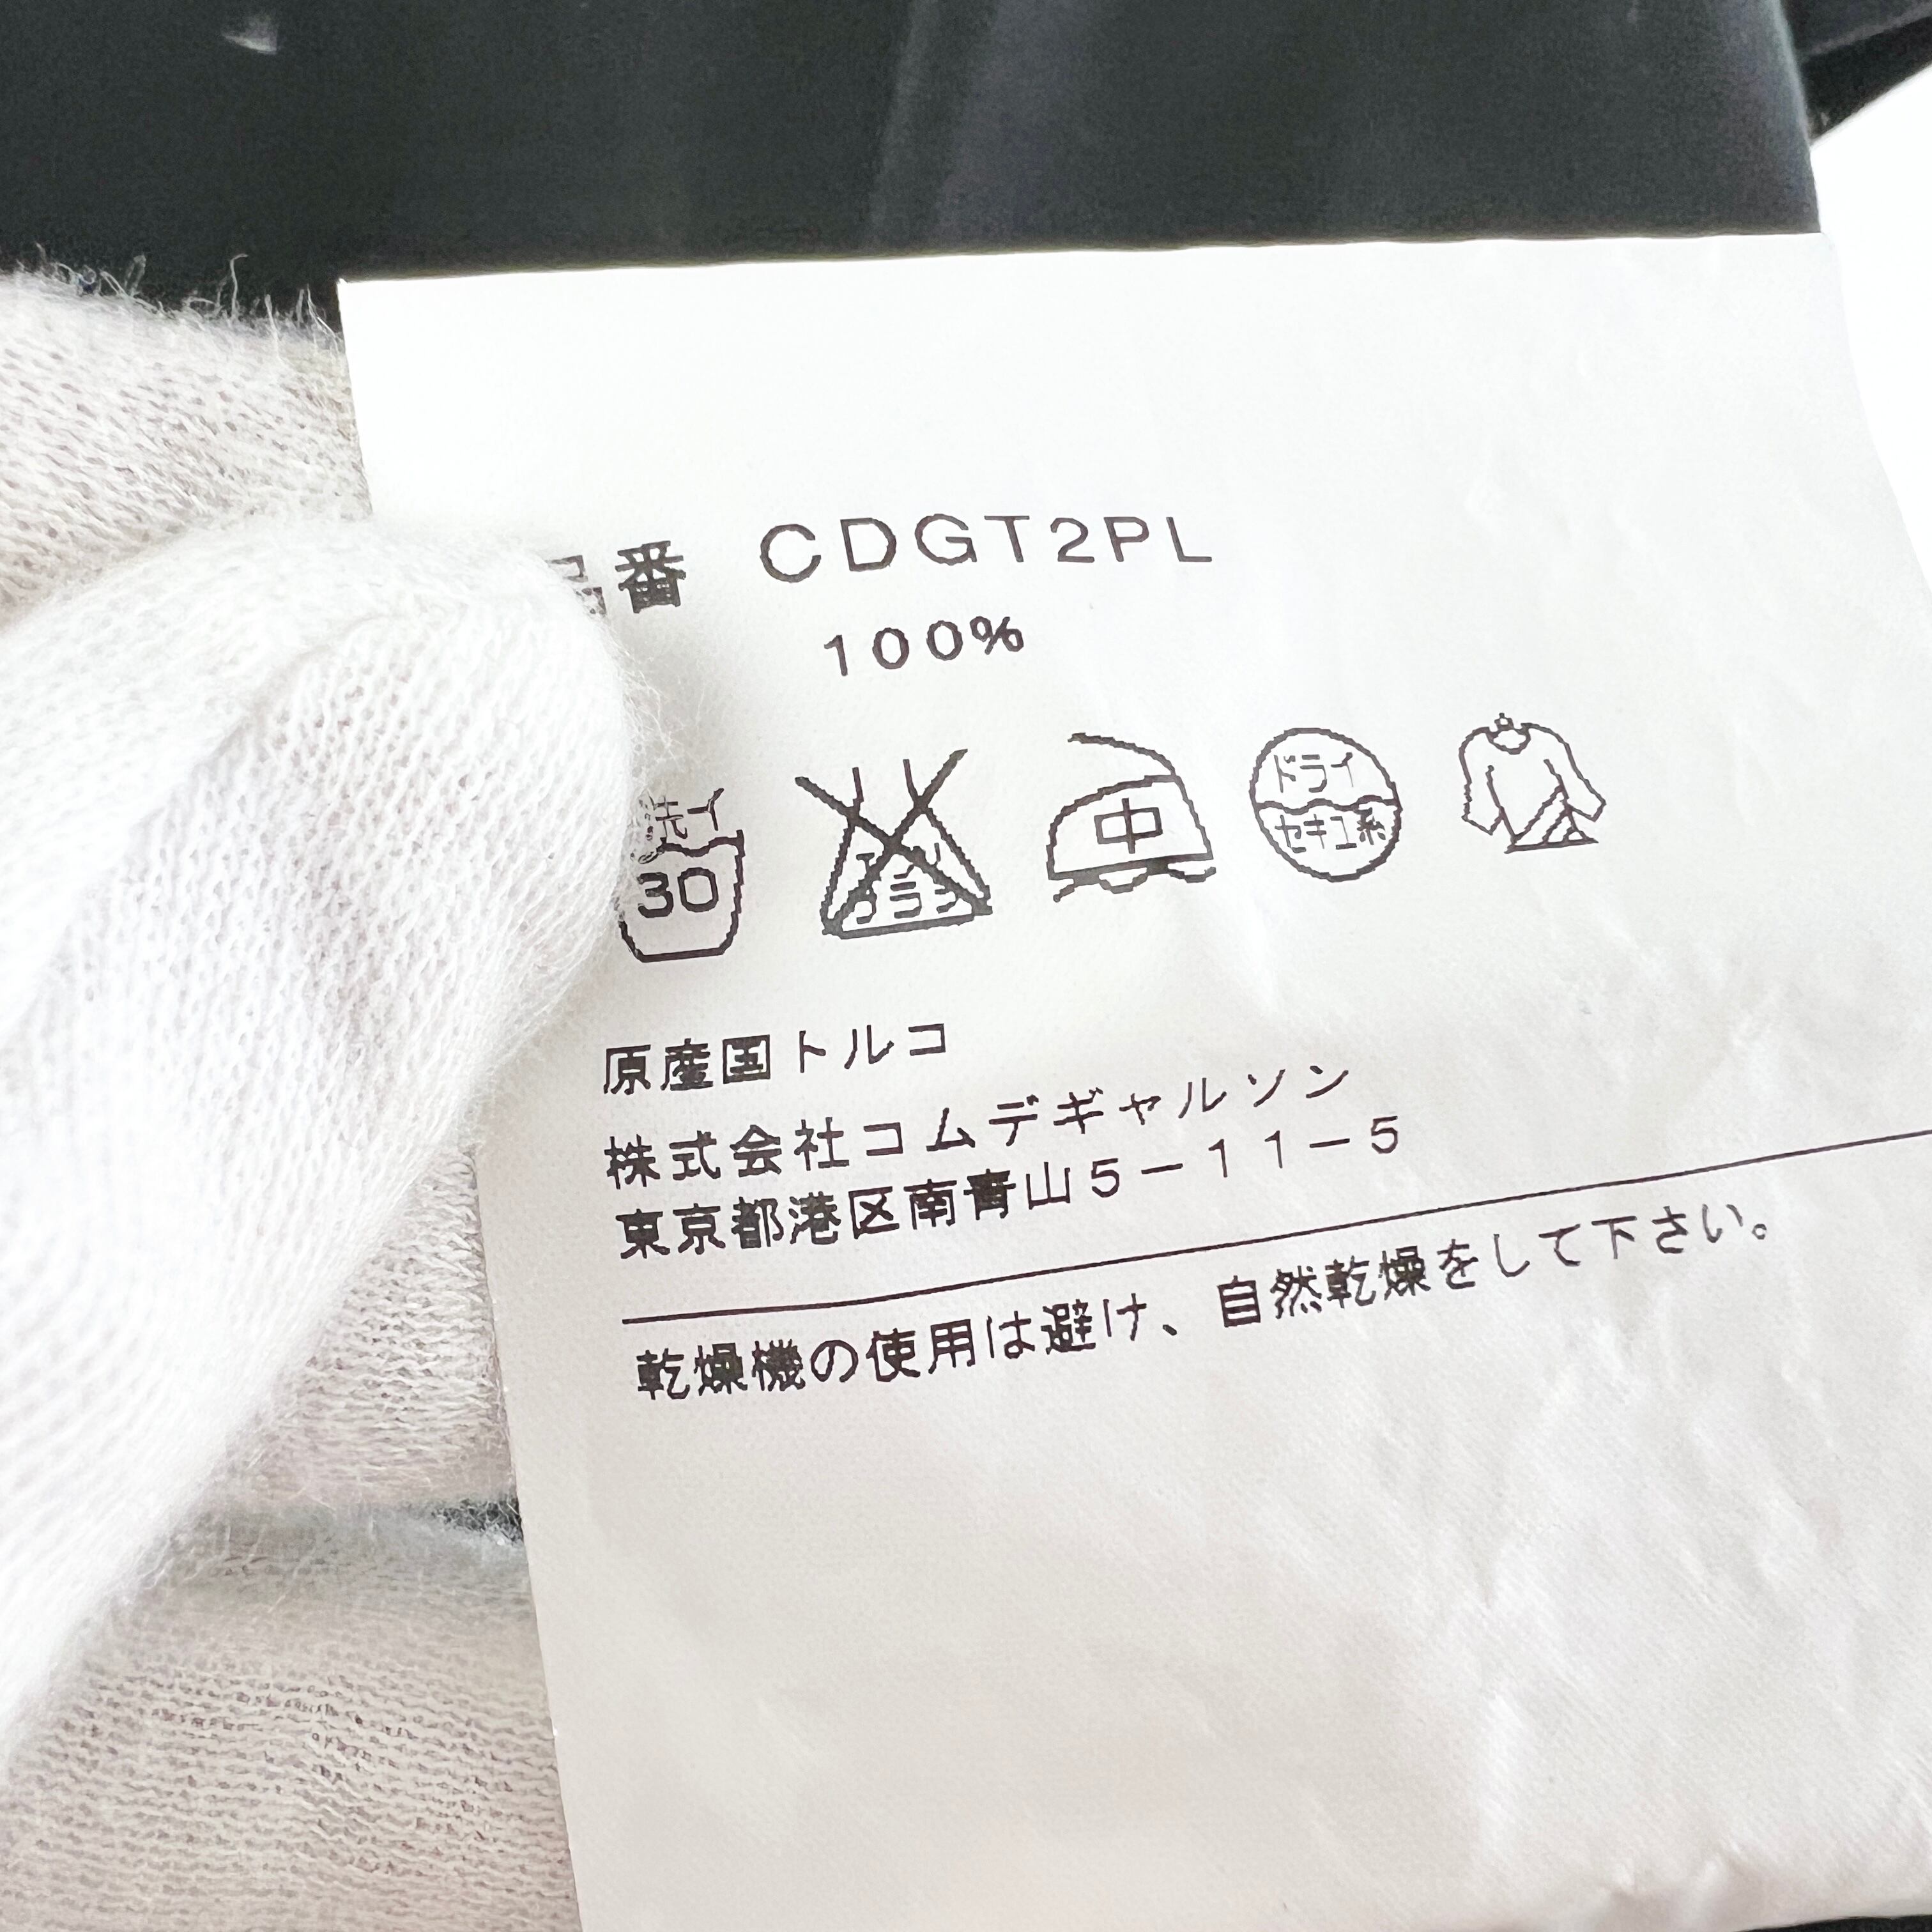 品番 CDGT2PL
100%
30
中
ドライ
セキユ系
原産国トルコ
株式会社コムデギャルソン
東京都港区南青山5-11-5
乾燥機の使用は避け、自然乾燥をして下さい。